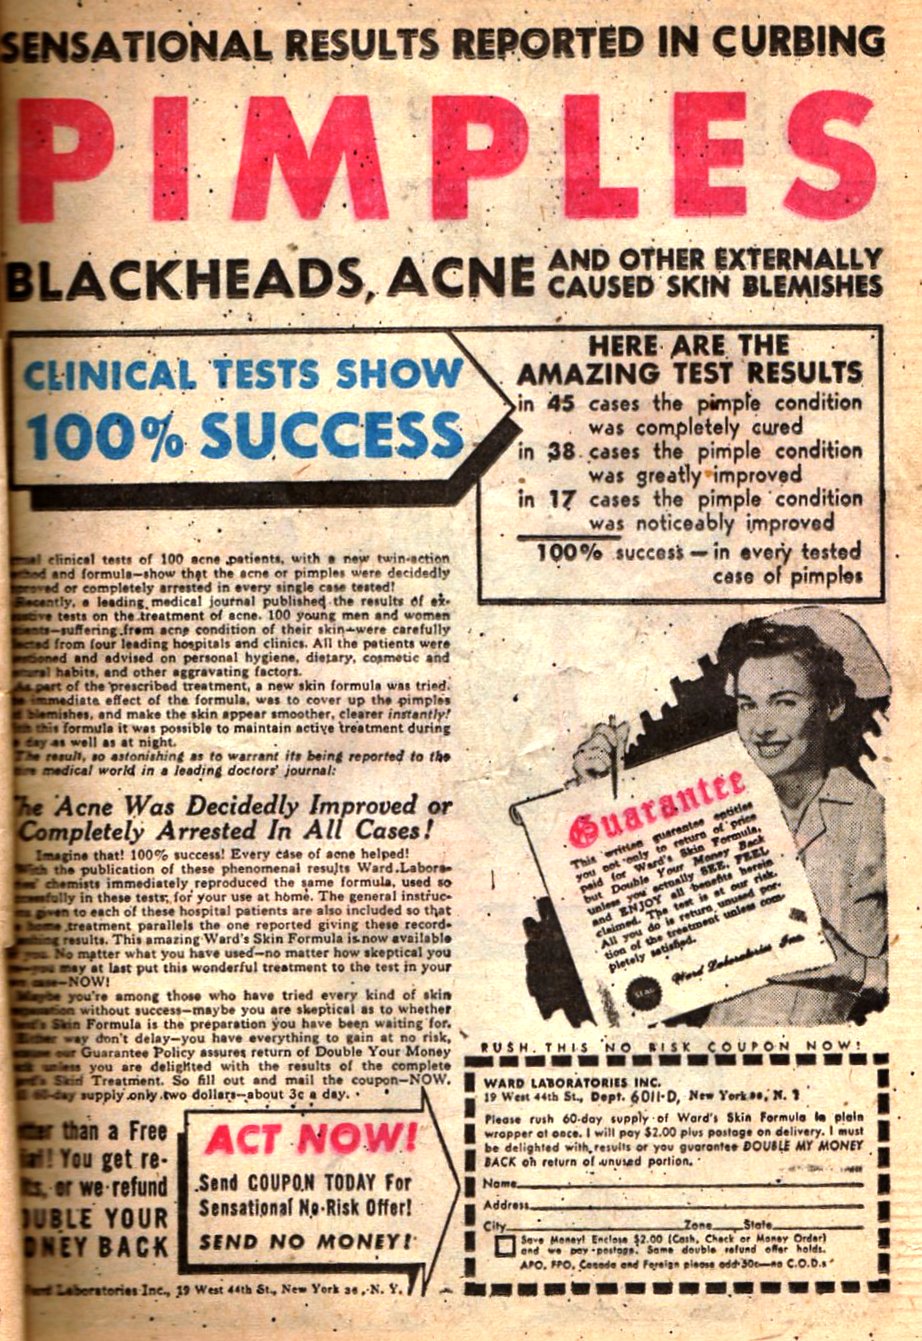 SENSATIONAL RESULTS REPORTED IN CURBING
PIMPLES
BLACKHEADS, ACNE AND OTHER EXTERNALLY
CAUSED SKIN BLEMISHES
CLINICAL TESTS SHOW
100% SUCCESS
HERE ARE THE
AMAZING TEST RESULTS
in 45 cases the pimple condition
was completely cured
in 38 cases the pimple condition
was greatly improved
in 17 cases the pimple condition
was noticeably improved
100% success — in every tested
case of pimples
clinical tests of 100 acne patients, with a new twin-action
and formula—show that the acne or pimples were decidedly
or completely arrested in every single case tested!
Recently, a leading medical journal published the results of ex-
tests on the treatment of acne. 100 young men and women
—suffering from acne condition of their skin—were carefully
from four leading hospitals and clinics. All the patients were
and advised on personal hygiene, dietary, cosmetic and
habits, and other aggravating factors.
As part of the prescribed treatment, a new skin formula was tried.
immediate effect of the formula, was to cover up the pimples
blemishes, and make the skin appear smoother, clearer instantly!
this formula it was possible to maintain active treatment during
day as well as at night.
The result, so astonishing as to warrant its being reported to the
medical world in a leading doctors' journal:
The Acne Was Decidedly Improved or
Completely Arrested In All Cases!
Imagine that! 100% success! Every case of acne helped!
With the publication of these phenomenal results Ward Labora-
chemists immediately reproduced the same formula, used so
in these tests, for your use at home. The general instruc-
given to each of these hospital patients are also included so that
home treatment parallels the one reported giving these record-
results. This amazing Ward's Skin Formula is now available
you. No matter what you have used—no matter how skeptical you
—you may at last put this wonderful treatment to the test in your
—NOW!
Maybe you're among those who have tried every kind of skin
without success—maybe you are skeptical as to whether
Skin Formula is the preparation you have been waiting for.
Either way don't delay—you have everything to gain at no risk,
our Guarantee Policy assures return of Double Your Money
unless you are delighted with the results of the complete
Skin Treatment. So fill out and mail the coupon—NOW.
60-day supply only two dollars—about 3c a day.
than a Free
You get re-
or we refund
DOUBLE YOUR
MONEY BACK
ACT NOW!
Send COUPON TODAY For
Sensational No-Risk Offer!
SEND NO MONEY!
Laboratories Inc., 19 West 44th St., New York 36, N. Y.
Guarantee
This written guarantee entitles
you not only to return of price
paid for Ward's Skin Formula,
but Double Your Money Back
unless you actually SEE, FEEL
and ENJOY all benefits herein
claimed. The test is at our risk.
All you do is return unused por-
tion of the treatment unless com-
pletely satisfied.
Ward Laboratories Inc.
RUSH THIS NO RISK COUPON NOW!
WARD LABORATORIES INC.
19 West 44th St., Dept. 6011-D, New York 36, N. Y
Please rush 60-day supply of Ward's Skin Formula in plain
wrapper at once. I will pay $2.00 plus postage on delivery. I must
be delighted with results or you guarantee DOUBLE MY MONEY
BACK on return of unused portion.
Name
Address
City Zone State
Save Money! Enclose $2.00 (Cash, Check or Money Order)
and we pay postage. Same double refund offer holds.
APO, FPO, Canada and Foreign please add 30c—no C.O.D.s